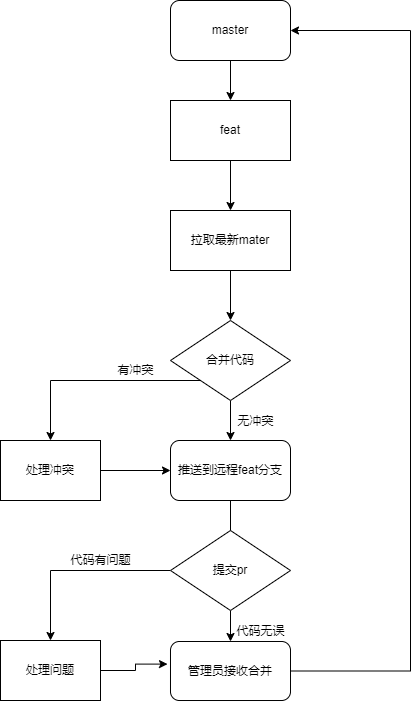 master
feat
拉取最新mater
合并代码
有冲突
无冲突
处理冲突
推送到远程feat分支
代码有问题
提交pr
代码无误
处理问题
管理员接收合并